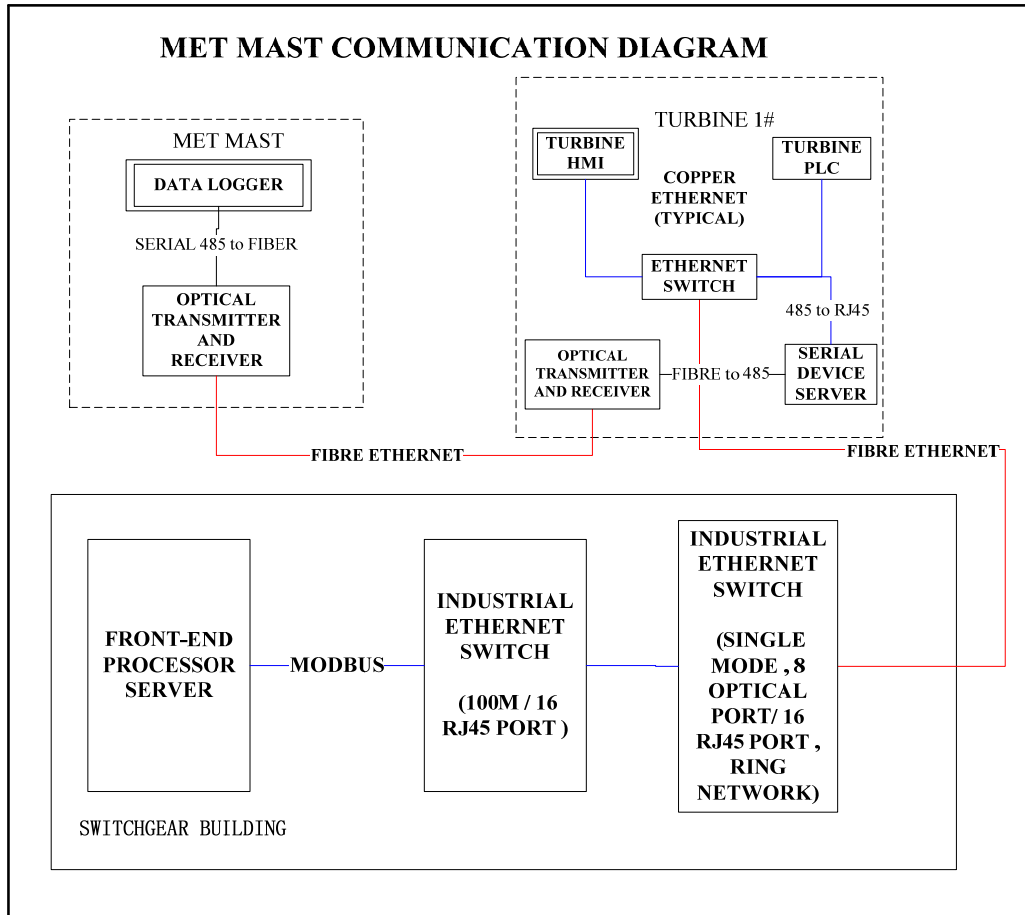 MET MAST COMMUNICATION DIAGRAM
MET MAST
DATA LOGGER
SERIAL 485 to FIBER
OPTICAL
TRANSMITTER
AND
RECEIVER
TURBINE 1#
TURBINE
HMI
TURBINE
PLC
COPPER
ETHERNET
(TYPICAL)
ETHERNET
SWITCH
485 to RJ45
OPTICAL
TRANSMITTER
AND RECEIVER
FIBRE to 485
SERIAL
DEVICE
SERVER
FIBRE ETHERNET
FIBRE ETHERNET
FRONT-END
PROCESSOR
SERVER
MODBUS
INDUSTRIAL
ETHERNET
SWITCH
(100M / 16
RJ45 PORT )
INDUSTRIAL
ETHERNET
SWITCH
(SINGLE
MODE , 8
OPTICAL
PORT/ 16
RJ45 PORT ,
RING
NETWORK)
SWITCHGEAR BUILDING